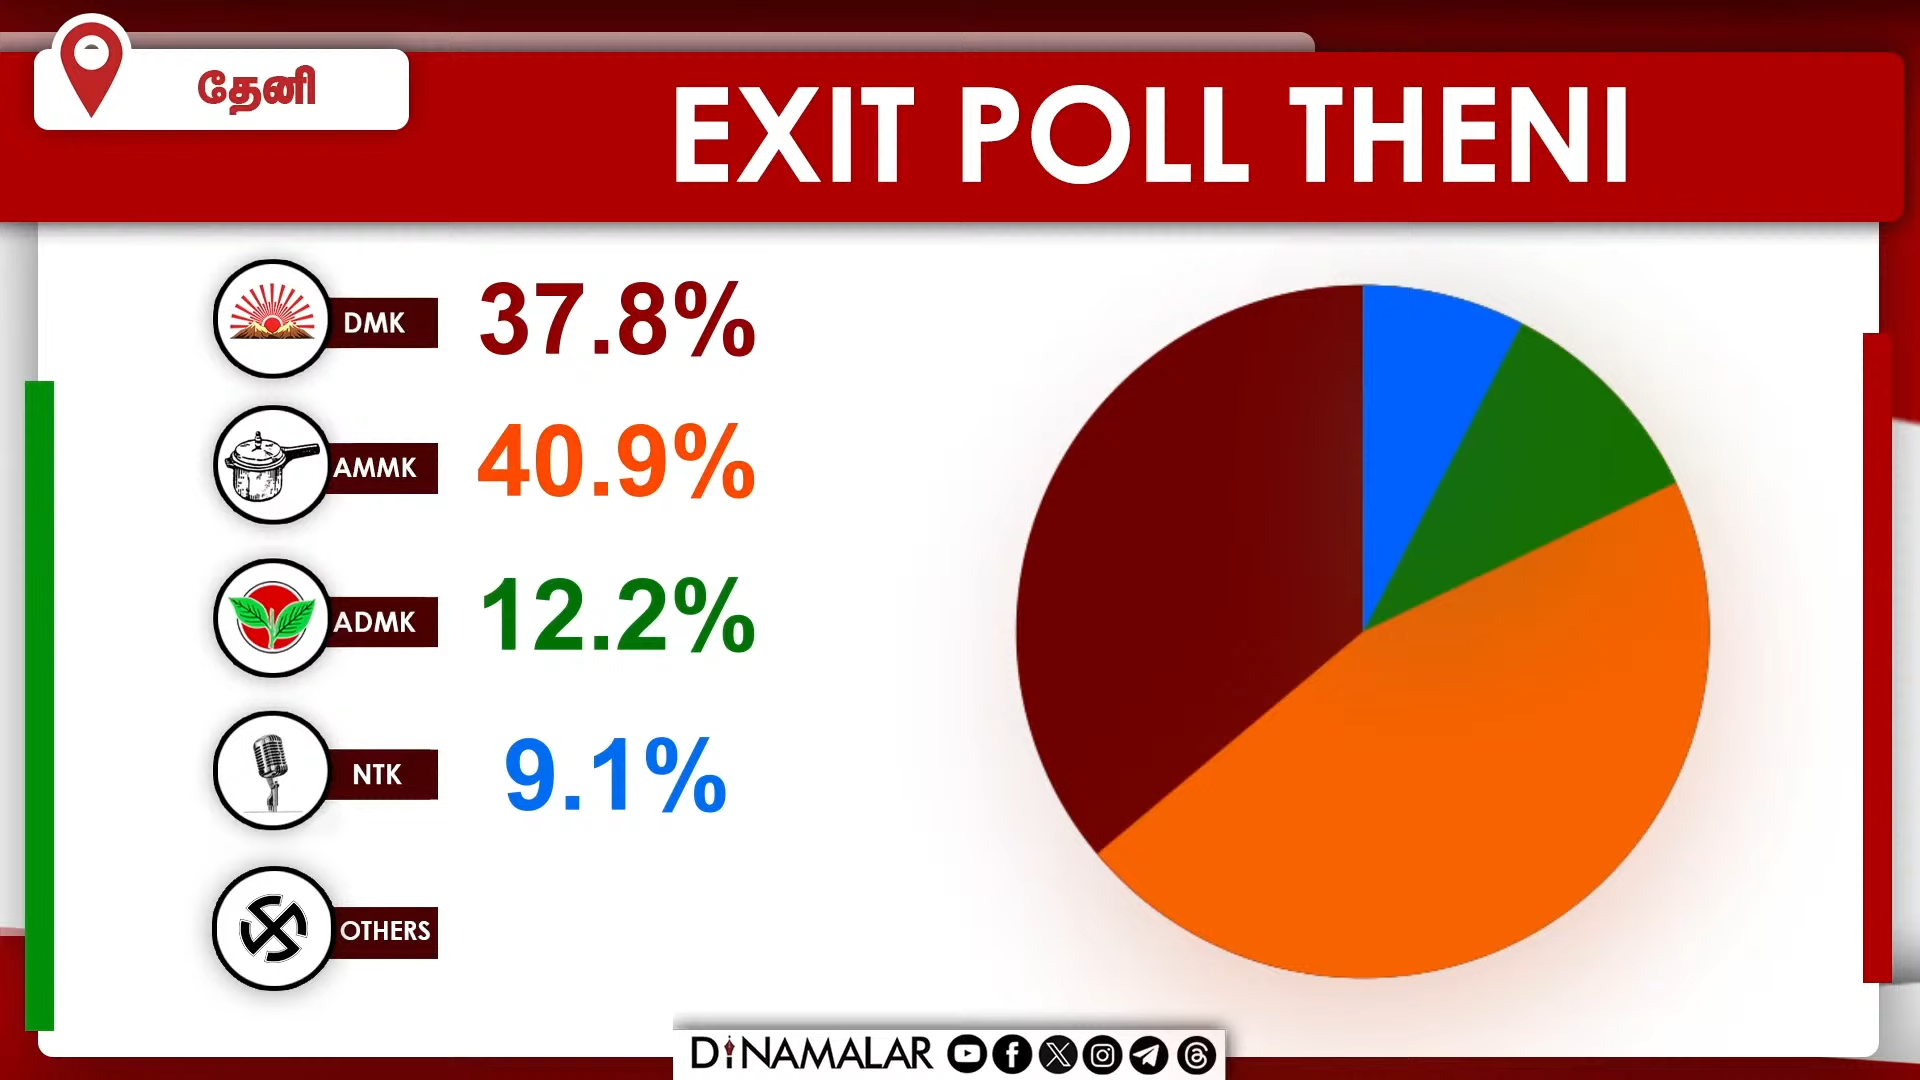 தேனி
EXIT POLL THENI
DMK 37.8%
AMMK 40.9%
ADMK 12.2%
NTK 9.1%
OTHERS
DINAMALAR